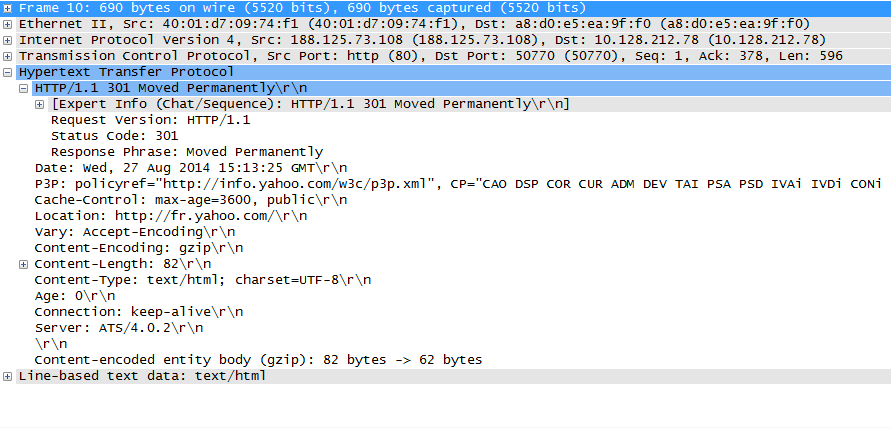 Frame 10: 690 bytes on wire (5520 bits), 690 bytes captured (5520 bits)
Ethernet II, Src: 40:01:d7:09:74:f1 (40:01:d7:09:74:f1), Dst: a8:d0:e5:ea:9f:f0 (a8:d0:e5:ea:9f:f0)
Internet Protocol Version 4, Src: 188.125.73.108 (188.125.73.108), Dst: 10.128.212.78 (10.128.212.78)
Transmission Control Protocol, Src Port: http (80), Dst Port: 50770 (50770), Seq: 1, Ack: 378, Len: 596
Hypertext Transfer Protocol
HTTP/1.1 301 Moved Permanently\r\n
[Expert Info (Chat/Sequence): HTTP/1.1 301 Moved Permanently\r\n]
Request Version: HTTP/1.1
Status Code: 301
Response Phrase: Moved Permanently
Date: Wed, 27 Aug 2014 15:13:25 GMT\r\n
P3P: policyref="http://info.yahoo.com/w3c/p3p.xml", CP="CAO DSP COR CUR ADM DEV TAI PSA PSD IVAi IVDi CONi
Cache-Control: max-age=3600, public\r\n
Location: http://fr.yahoo.com/\r\n
Vary: Accept-Encoding\r\n
Content-Encoding: gzip\r\n
Content-Length: 82\r\n
Content-Type: text/html; charset=UTF-8\r\n
Age: 0\r\n
Connection: keep-alive\r\n
Server: ATS/4.0.2\r\n
\r\n
Content-encoded entity body (gzip): 82 bytes -> 62 bytes
Line-based text data: text/html